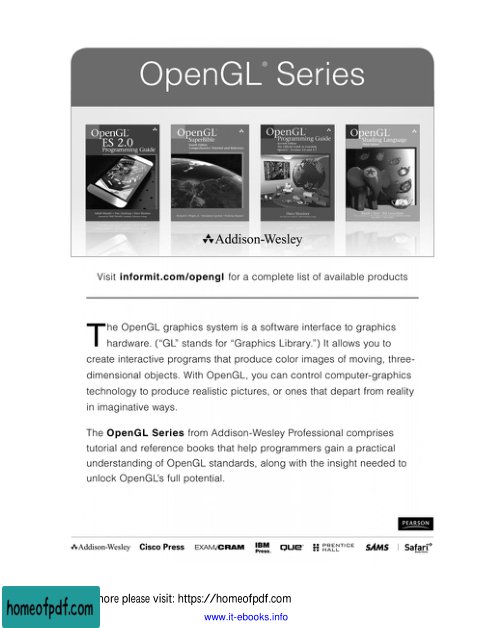 OpenGL® Series
OpenGL
ES 2.0
Programming Guide
OpenGL
SuperBible
OpenGL
Programming Guide
OpenGL
Shading Language
Addison-Wesley
Visit informit.com/opengl for a complete list of available products
The OpenGL graphics system is a software interface to graphics
hardware. (“GL” stands for “Graphics Library.”) It allows you to
create interactive programs that produce color images of moving, three-
dimensional objects. With OpenGL, you can control computer-graphics
technology to produce realistic pictures, or ones that depart from reality
in imaginative ways.
The OpenGL Series from Addison-Wesley Professional comprises
tutorial and reference books that help programmers gain a practical
understanding of OpenGL standards, along with the insight needed to
unlock OpenGL’s full potential.
PEARSON
Addison-Wesley Cisco Press EXAM/CRAM IBM Press. QUE® PRENTICE HALL SAMS Safari
more please visit: https://homeofpdf.com
homeofpdf.com
www.it-ebooks.info